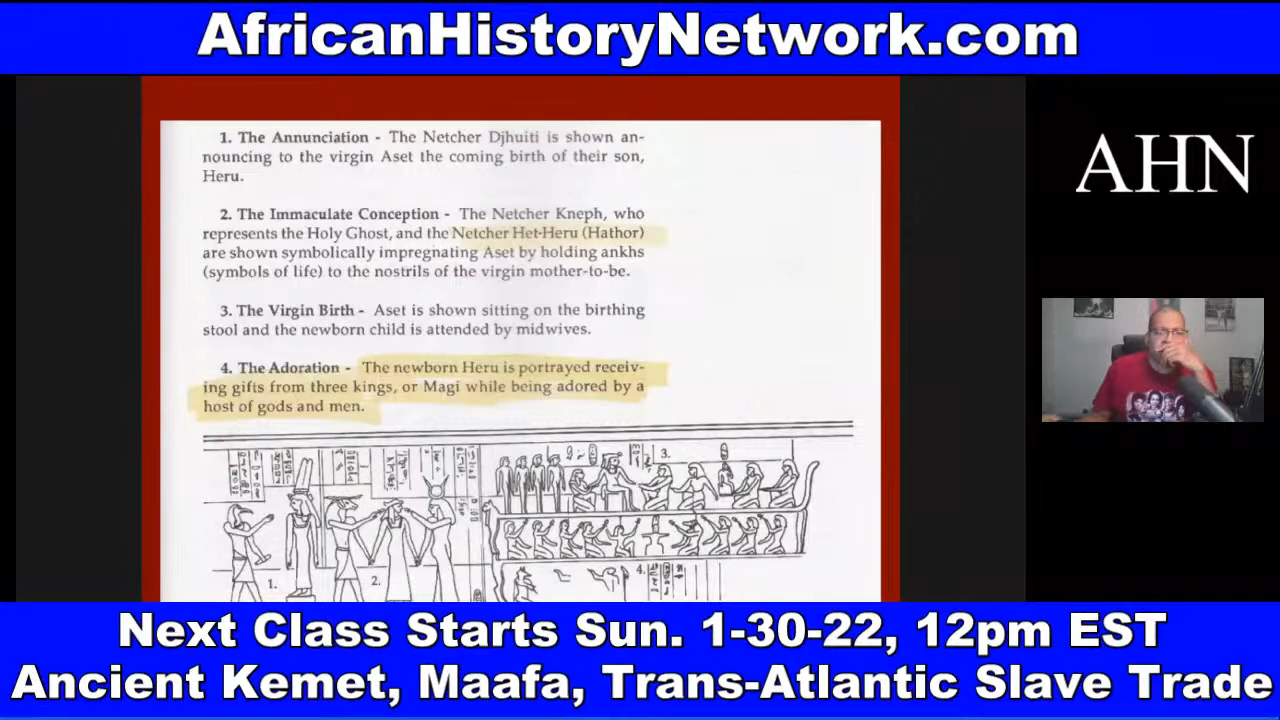 AfricanHistoryNetwork.com
AHN
1. The Annunciation - The Netcher Djhuiti is shown an-
nouncing to the virgin Aset the coming birth of their son,
Heru.
2. The Immaculate Conception - The Netcher Kneph, who
represents the Holy Ghost, and the Netcher Het-Heru (Hathor)
are shown symbolically impregnating Aset by holding ankhs
(symbols of life) to the nostrils of the virgin mother-to-be.
3. The Virgin Birth - Aset is shown sitting on the birthing
stool and the newborn child is attended by midwives.
4. The Adoration - The newborn Heru is portrayed receiv-
ing gifts from three kings, or Magi while being adored by a
host of gods and men.
3.
4.
1.
2.
Next Class Starts Sun. 1-30-22, 12pm EST
Ancient Kemet, Maafa, Trans-Atlantic Slave Trade